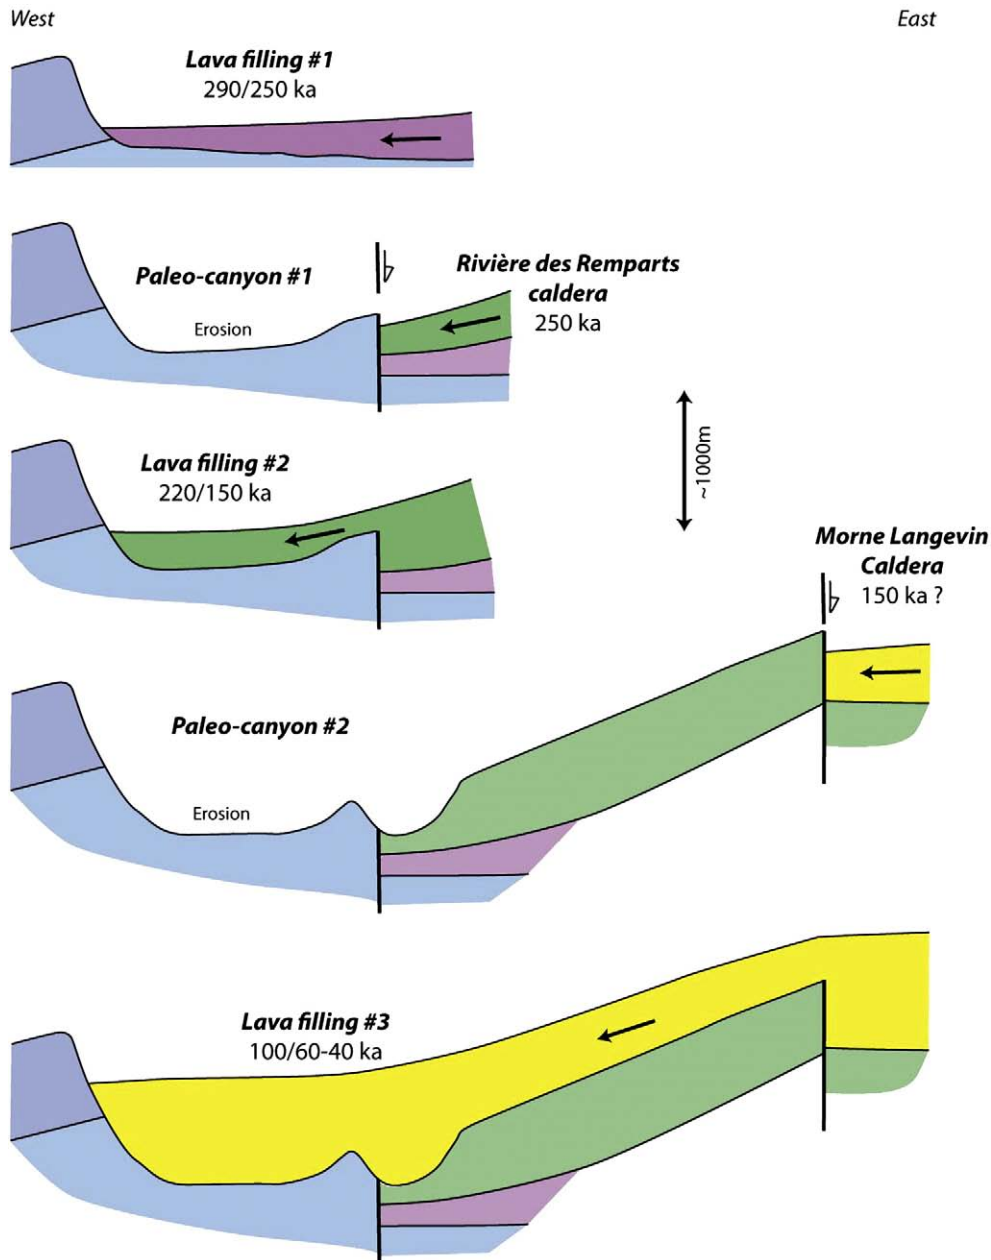 West
East
Lava filling #1
290/250 ka
Paleo-canyon #1
Erosion
Rivière des Remparts
caldera
250 ka
~1000m
Lava filling #2
220/150 ka
Morne Langevin
Caldera
150 ka ?
Paleo-canyon #2
Erosion
Lava filling #3
100/60-40 ka